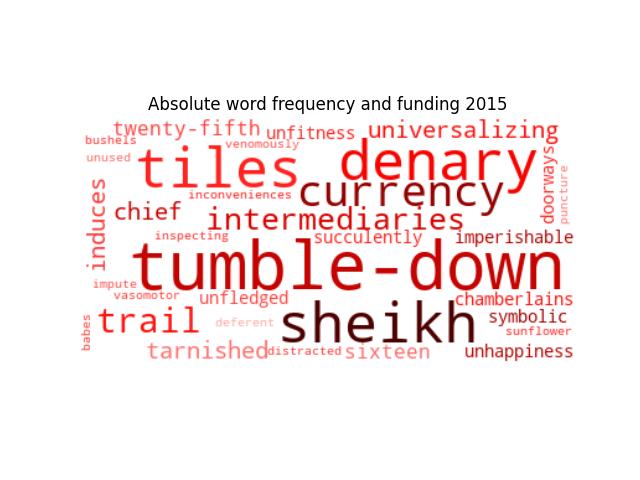 Absolute word frequency and funding 2015
twenty-fifth unfitness universalizing
bushels venomously
unused tiles denary doorways puncture
inconveniences currency
induces chief intermediaries
inspecting succulently imperishable
tumble-down
impute
vasomotor unfledged chamberlains
babes trail deferent sheikh symbolic
sunflower
tarnished distracted sixteen unhappiness